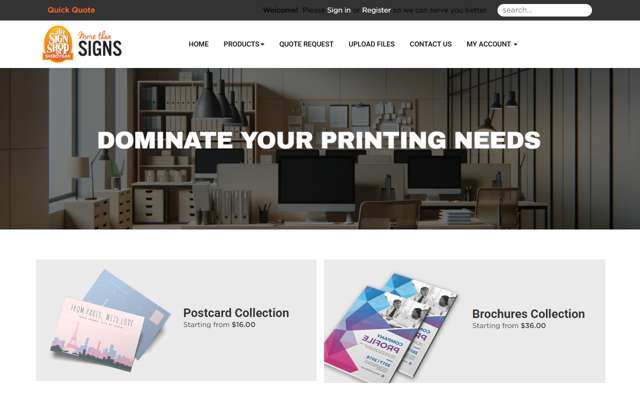 Quick Quote
Welcome! Please Sign in or Register so we can serve you better.
search...
THE
SIGN
SHOP
More than
SIGNS
HOME
PRODUCTS
QUOTE REQUEST
UPLOAD FILES
CONTACT US
MY ACCOUNT
DOMINATE YOUR PRINTING NEEDS
FROM PARIS, WITH LOVE
Postcard Collection
Starting from $16.00
COMPANY
PROFILE
Brochures Collection
Starting from $36.00